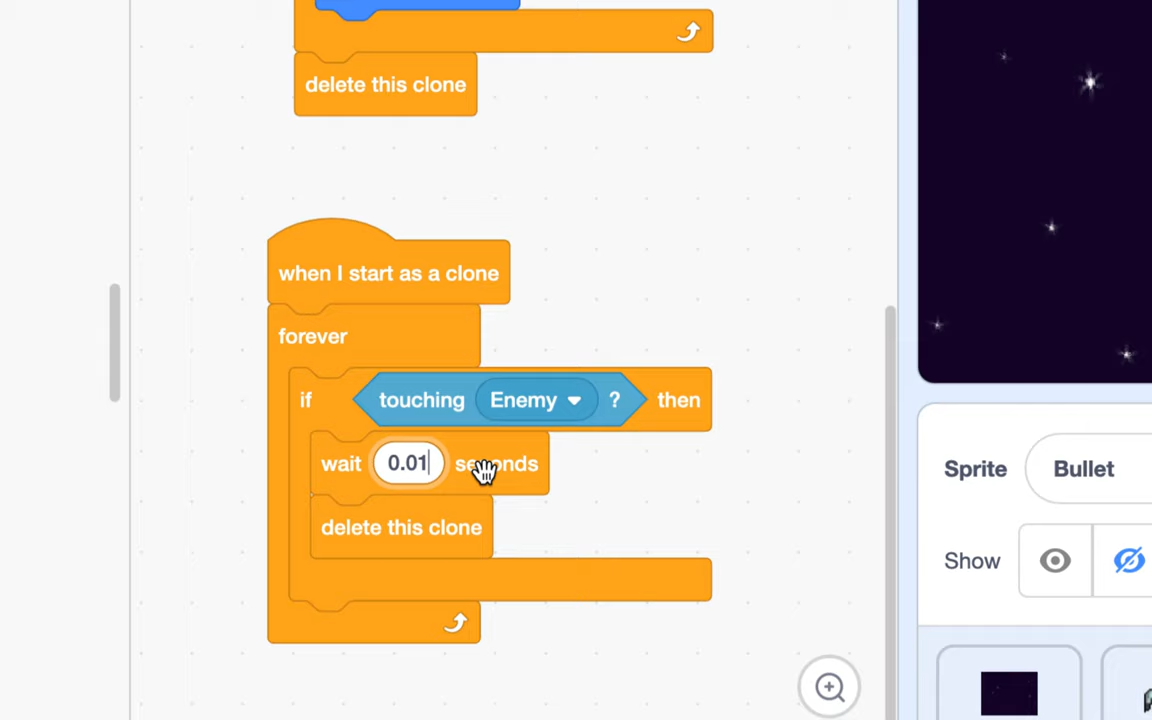 delete this clone
when I start as a clone
forever
if touching Enemy ? then
wait 0.01 seconds
delete this clone
Sprite Bullet
Show